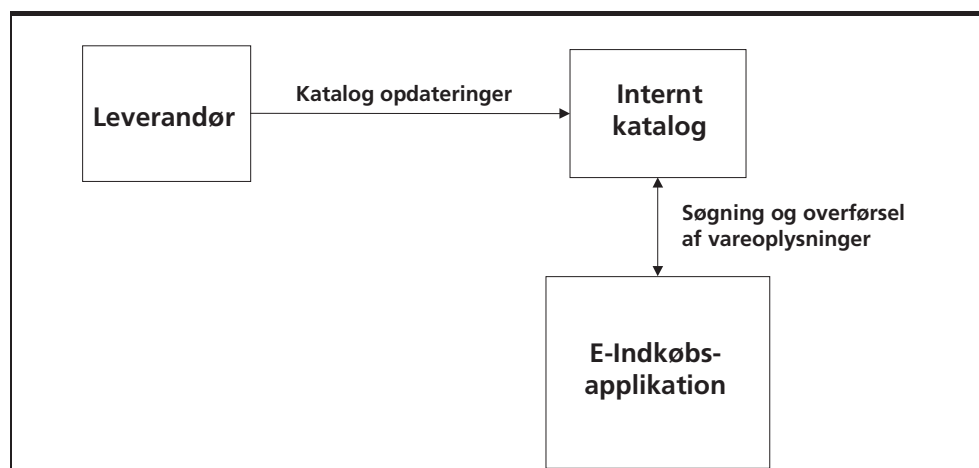 Leverandør
Katalog opdateringer
Internt
katalog
Søgning og overførsel
af vareoplysninger
E-Indkøbs-
applikation